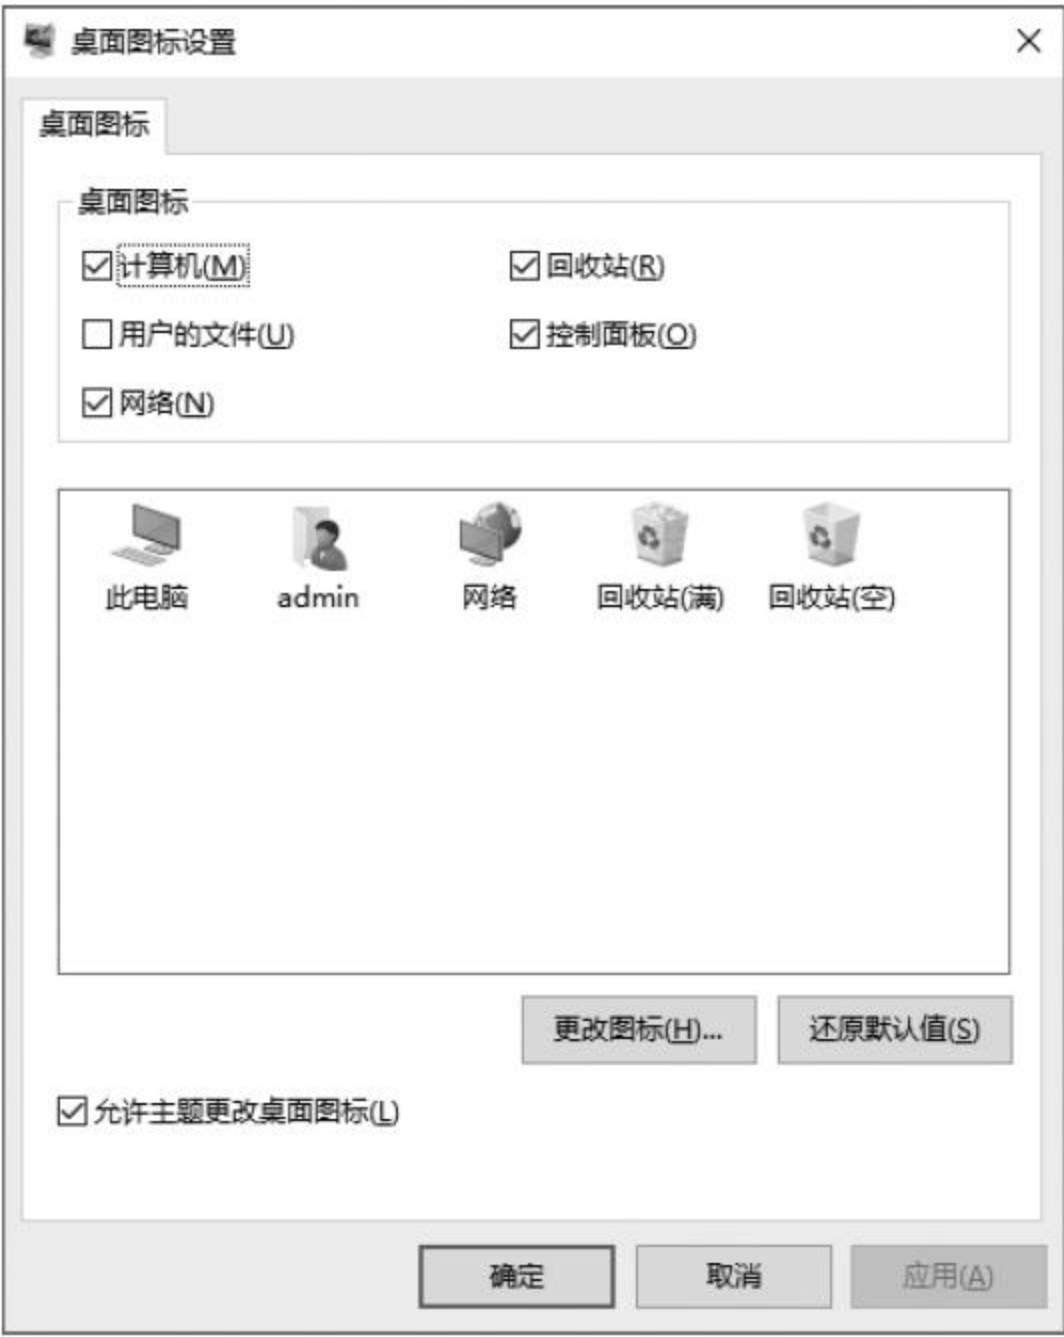 桌面图标设置
桌面图标
桌面图标
计算机(M) 回收站(R)
用户的文件(U) 控制面板(O)
网络(N)
此电脑 admin 网络 回收站(满) 回收站(空)
更改图标(H)... 还原默认值(S)
允许主题更改桌面图标(L)
确定 取消 应用(A)